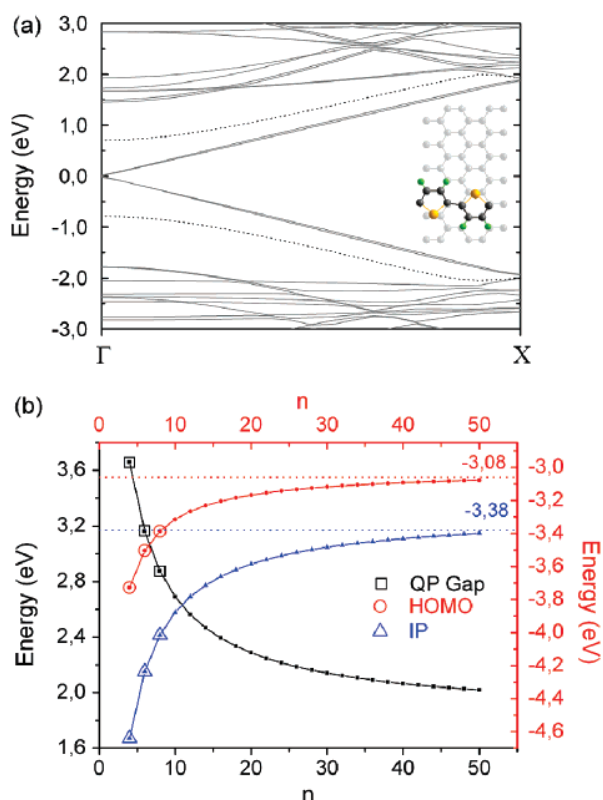 (a)
3,0
2,0
1,0
0,0
-1,0
-2,0
-3,0
Energy (eV)
Γ X
(b)
n
0 10 20 30 40 50
3,6
3,2
2,8
2,4
2,0
1,6
Energy (eV)
-3,08
-3,38
QP Gap
HOMO
IP
-3,0
-3,2
-3,4
-3,6
-3,8
-4,0
-4,2
-4,4
-4,6
Energy (eV)
0 10 20 30 40 50
n